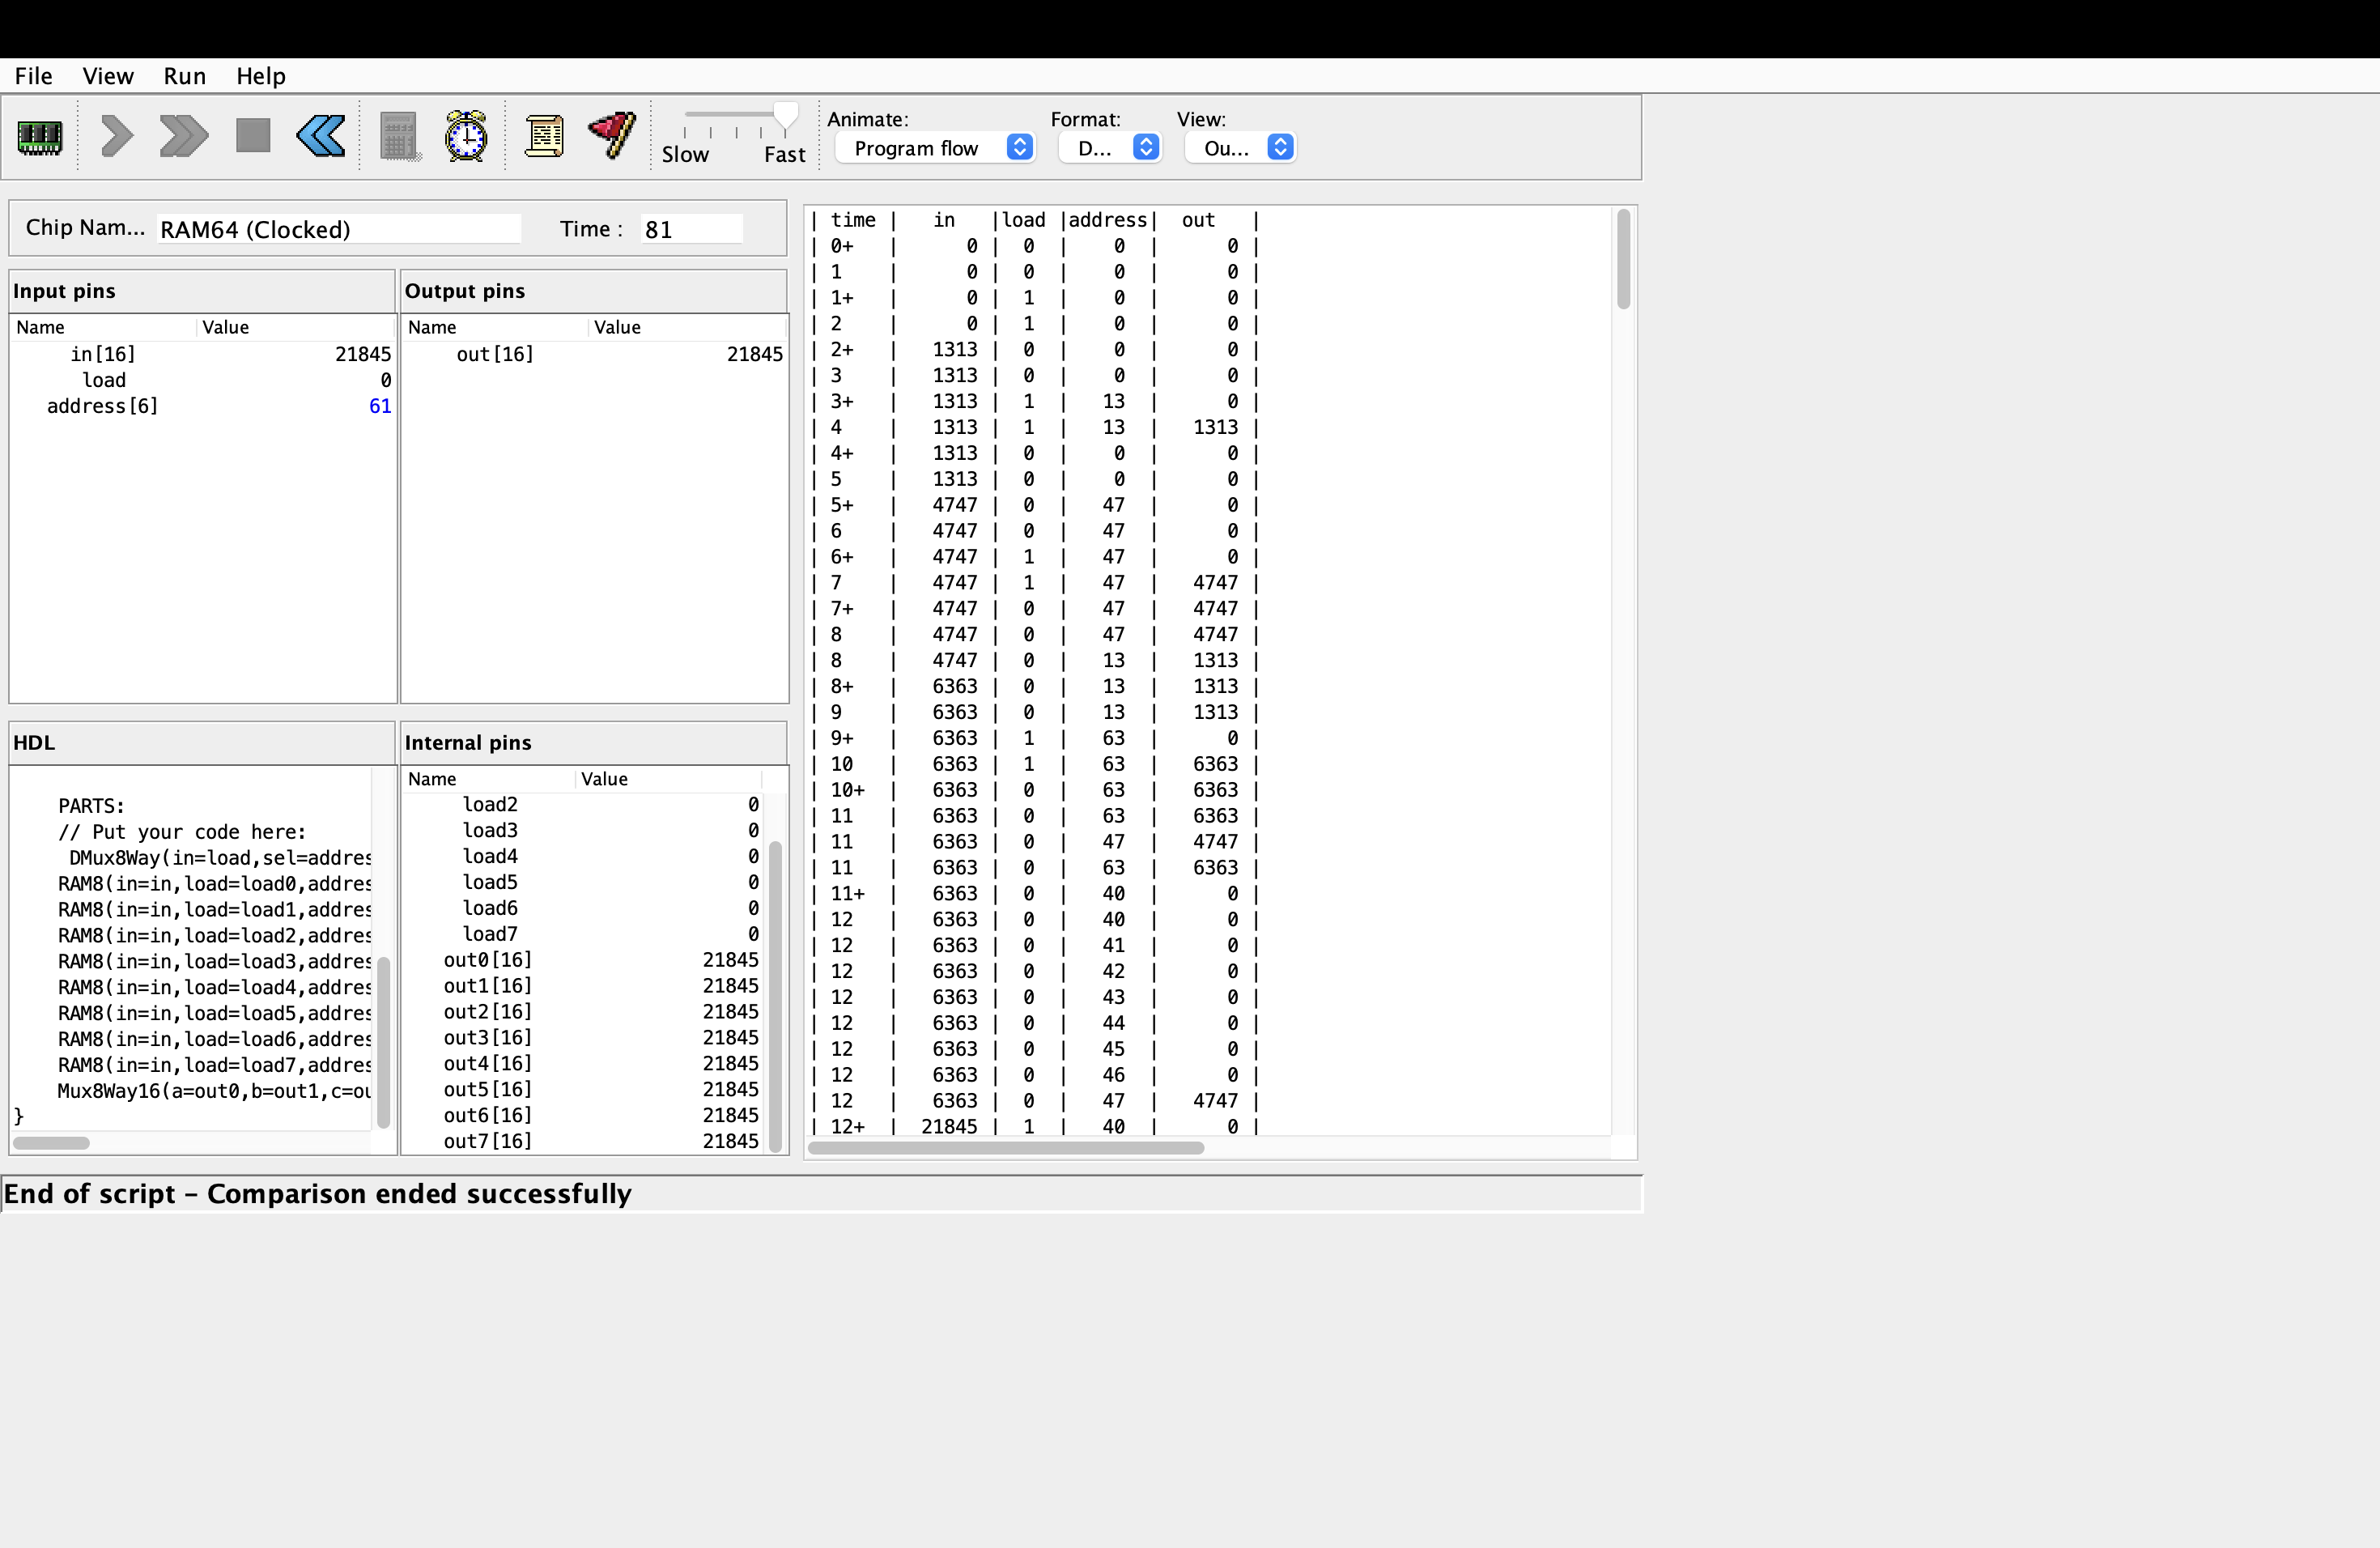 File View Run Help
Slow Fast
Animate: Format: View:
Program flow D... Ou...
Chip Nam... RAM64 (Clocked) Time : 81
Input pins
Name Value
in[16] 21845
load 0
address[6] 61
Output pins
Name Value
out[16] 21845
HDL
PARTS:
// Put your code here:
DMux8Way(in=load,sel=addres
RAM8(in=in,load=load0,addres
RAM8(in=in,load=load1,addres
RAM8(in=in,load=load2,addres
RAM8(in=in,load=load3,addres
RAM8(in=in,load=load4,addres
RAM8(in=in,load=load5,addres
RAM8(in=in,load=load6,addres
RAM8(in=in,load=load7,addres
Mux8Way16(a=out0,b=out1,c=ou
}
Internal pins
Name Value
load2 0
load3 0
load4 0
load5 0
load6 0
load7 0
out0[16] 21845
out1[16] 21845
out2[16] 21845
out3[16] 21845
out4[16] 21845
out5[16] 21845
out6[16] 21845
out7[16] 21845
| time | in |load |address| out |
| 0+ | 0 | 0 | 0 | 0 |
| 1 | 0 | 0 | 0 | 0 |
| 1+ | 0 | 1 | 0 | 0 |
| 2 | 0 | 1 | 0 | 0 |
| 2+ | 1313 | 0 | 0 | 0 |
| 3 | 1313 | 0 | 0 | 0 |
| 3+ | 1313 | 1 | 13 | 0 |
| 4 | 1313 | 1 | 13 | 1313 |
| 4+ | 1313 | 0 | 0 | 0 |
| 5 | 1313 | 0 | 0 | 0 |
| 5+ | 4747 | 0 | 47 | 0 |
| 6 | 4747 | 0 | 47 | 0 |
| 6+ | 4747 | 1 | 47 | 0 |
| 7 | 4747 | 1 | 47 | 4747 |
| 7+ | 4747 | 0 | 47 | 4747 |
| 8 | 4747 | 0 | 47 | 4747 |
| 8 | 4747 | 0 | 13 | 1313 |
| 8+ | 6363 | 0 | 13 | 1313 |
| 9 | 6363 | 0 | 13 | 1313 |
| 9+ | 6363 | 1 | 63 | 0 |
| 10 | 6363 | 1 | 63 | 6363 |
| 10+ | 6363 | 0 | 63 | 6363 |
| 11 | 6363 | 0 | 63 | 6363 |
| 11 | 6363 | 0 | 47 | 4747 |
| 11 | 6363 | 0 | 63 | 6363 |
| 11+ | 6363 | 0 | 40 | 0 |
| 12 | 6363 | 0 | 40 | 0 |
| 12 | 6363 | 0 | 41 | 0 |
| 12 | 6363 | 0 | 42 | 0 |
| 12 | 6363 | 0 | 43 | 0 |
| 12 | 6363 | 0 | 44 | 0 |
| 12 | 6363 | 0 | 45 | 0 |
| 12 | 6363 | 0 | 46 | 0 |
| 12 | 6363 | 0 | 47 | 4747 |
| 12+ | 21845 | 1 | 40 | 0 |
End of script – Comparison ended successfully